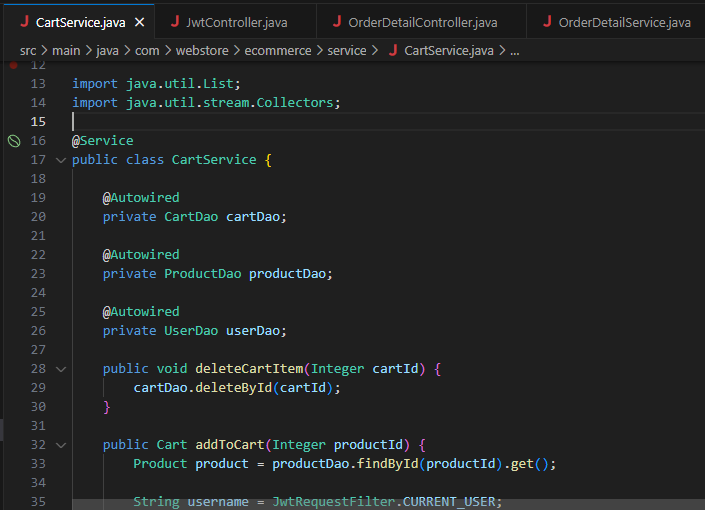 CartService.java × JwtController.java OrderDetailController.java OrderDetailService.java
src > main > java > com > webstore > ecommerce > service > CartService.java > ...
12
13 import java.util.List;
14 import java.util.stream.Collectors;
15
16 @Service
17 public class CartService {
18
19 @Autowired
20 private CartDao cartDao;
21
22 @Autowired
23 private ProductDao productDao;
24
25 @Autowired
26 private UserDao userDao;
27
28 public void deleteCartItem(Integer cartId) {
29 cartDao.deleteById(cartId);
30 }
31
32 public Cart addToCart(Integer productId) {
33 Product product = productDao.findById(productId).get();
34
35 String username = JwtRequestFilter.CURRENT_USER;